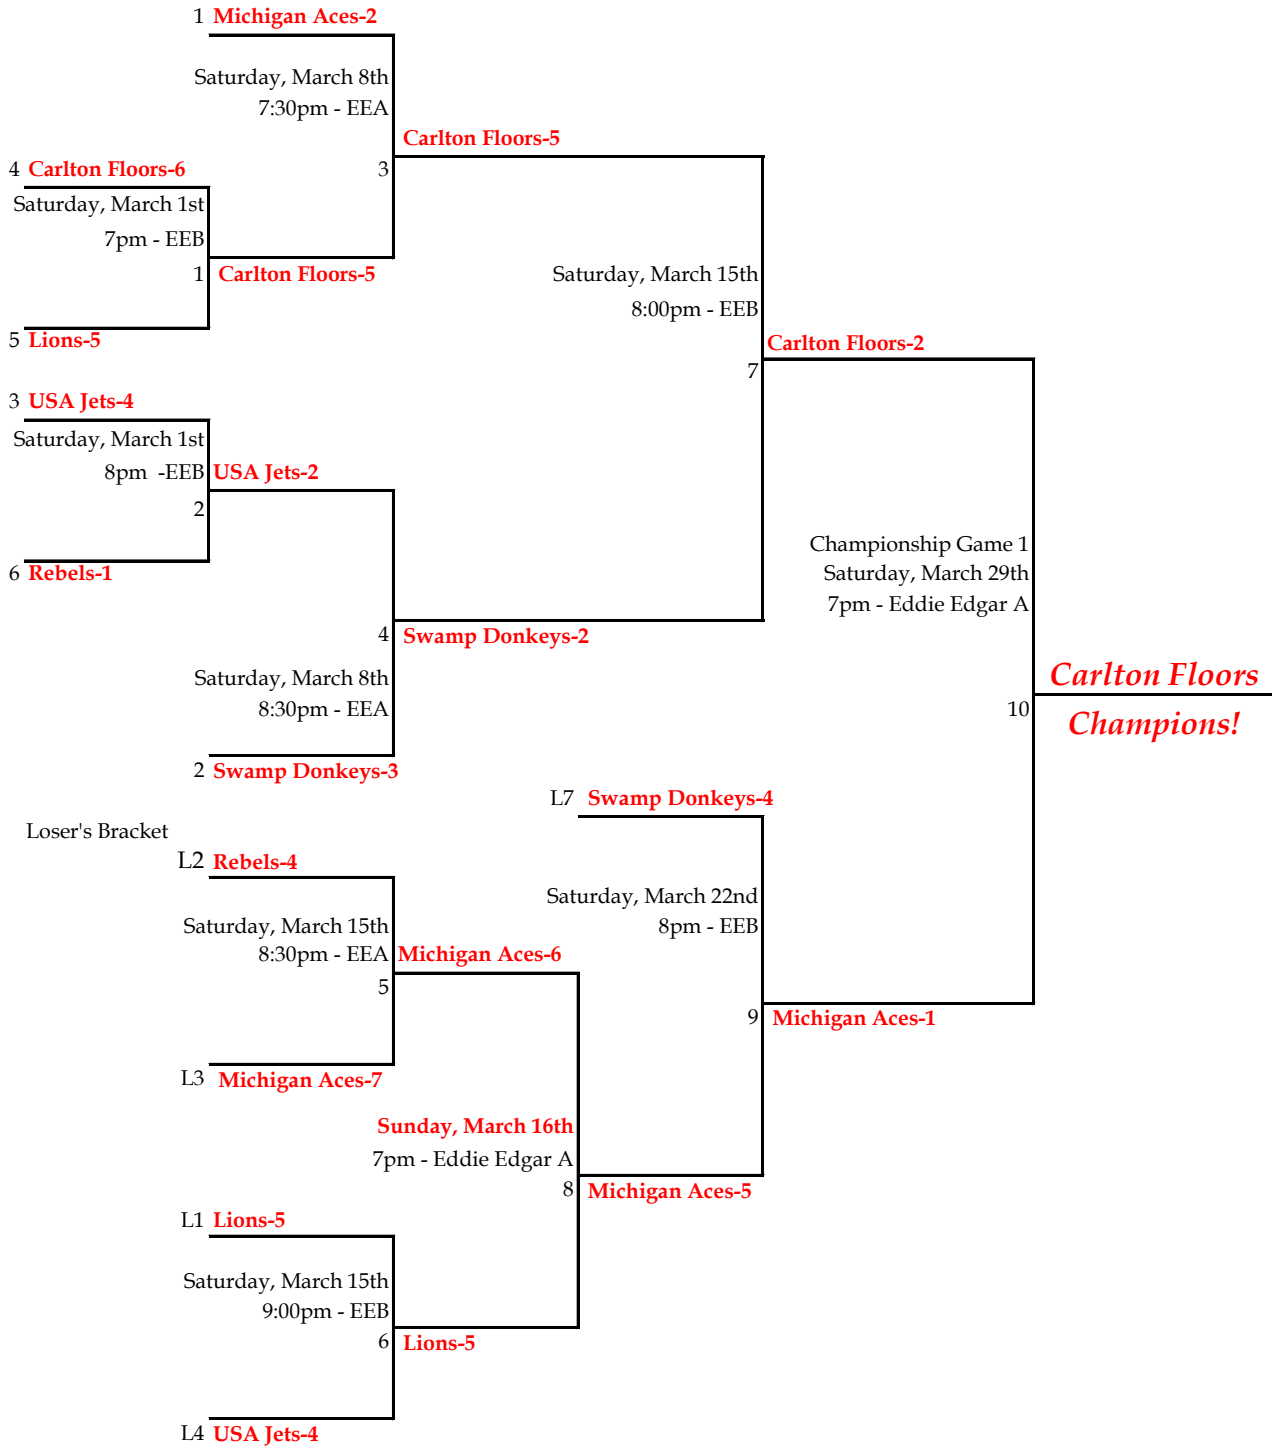 1 Michigan Aces-2
Saturday, March 8th
7:30pm - EEA
Carlton Floors-5
4 Carlton Floors-6
3
Saturday, March 1st
7pm - EEB
1 Carlton Floors-5
Saturday, March 15th
8:00pm - EEB
5 Lions-5
Carlton Floors-2
7
3 USA Jets-4
Saturday, March 1st
8pm -EEB
USA Jets-2
2
6 Rebels-1
Championship Game 1
Saturday, March 29th
7pm - Eddie Edgar A
4 Swamp Donkeys-2
Saturday, March 8th
8:30pm - EEA
Carlton Floors
10
Champions!
2 Swamp Donkeys-3
L7 Swamp Donkeys-4
Loser's Bracket
L2 Rebels-4
Saturday, March 22nd
8pm - EEB
Saturday, March 15th
8:30pm - EEA
Michigan Aces-6
5
9 Michigan Aces-1
L3 Michigan Aces-7
Sunday, March 16th
7pm - Eddie Edgar A
8 Michigan Aces-5
L1 Lions-5
Saturday, March 15th
9:00pm - EEB
6 Lions-5
L4 USA Jets-4